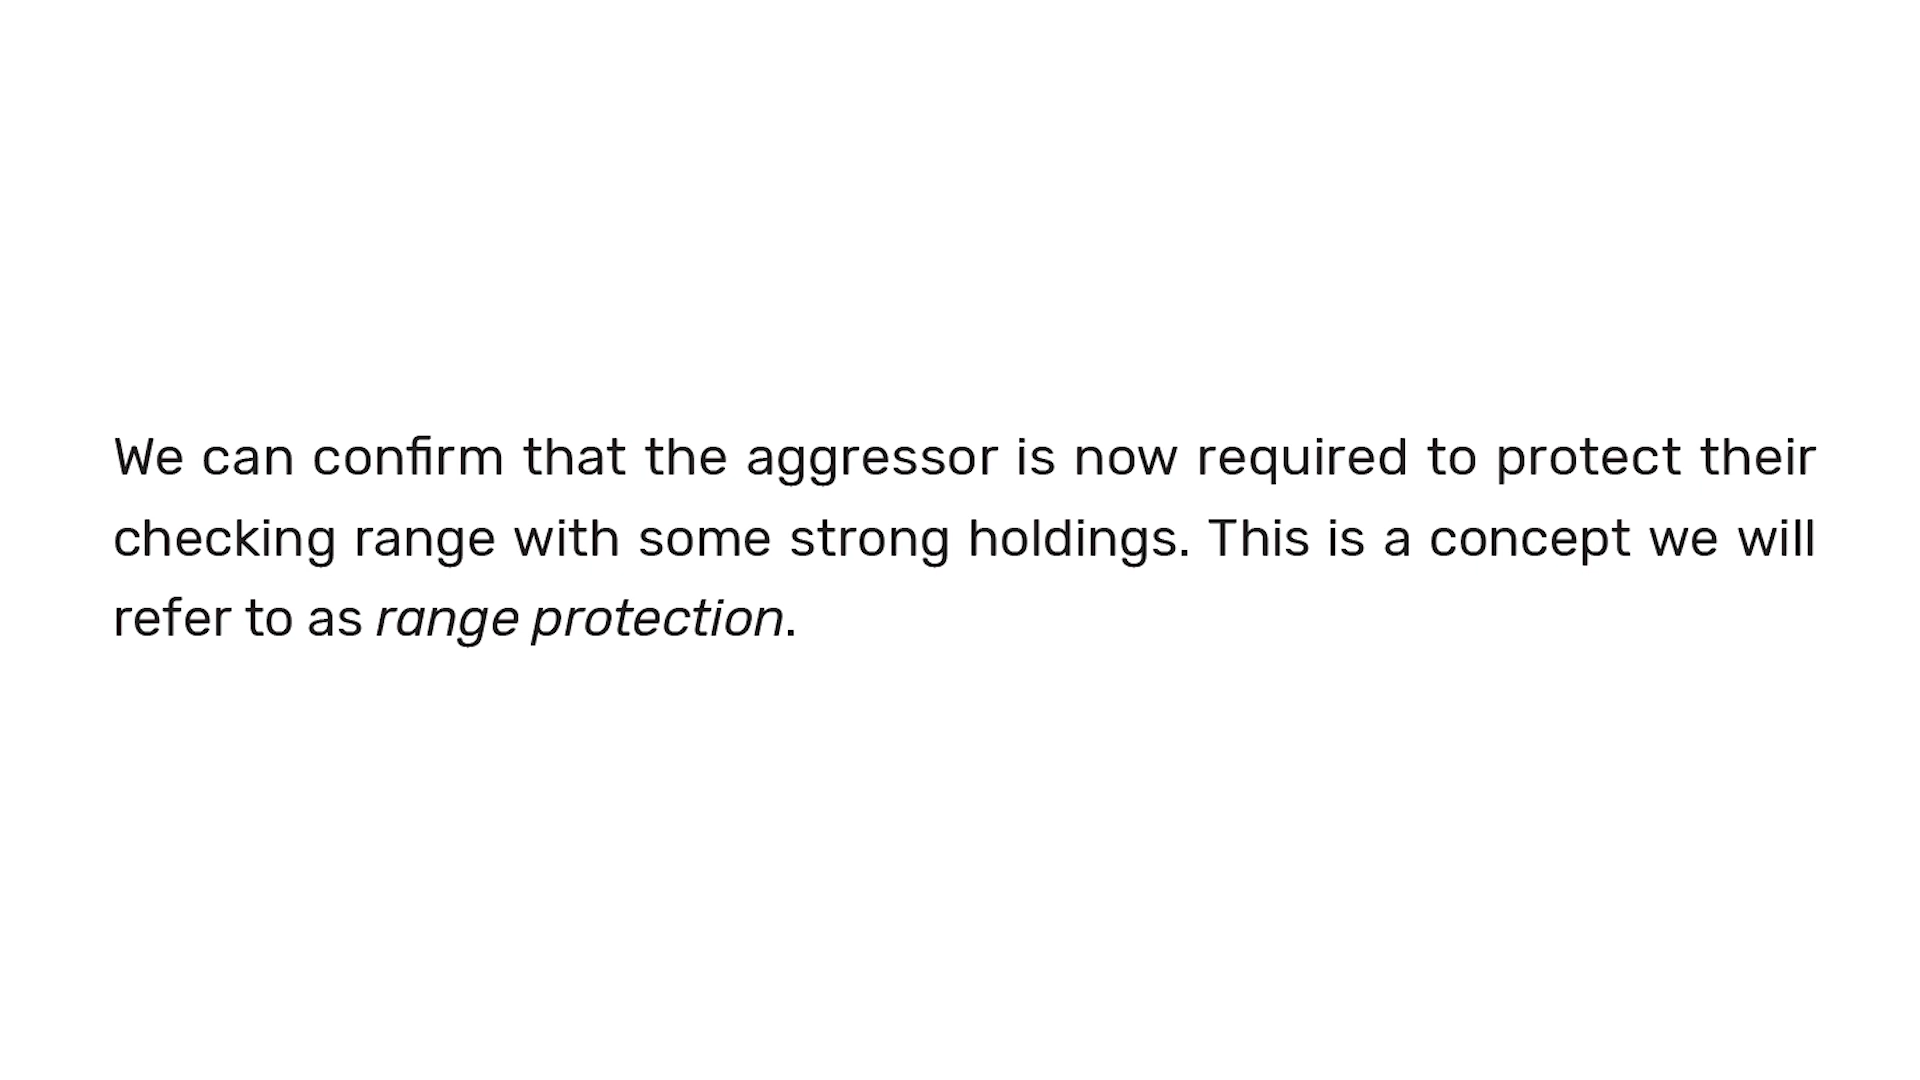 We can confirm that the aggressor is now required to protect their
checking range with some strong holdings. This is a concept we will
refer to as range protection.